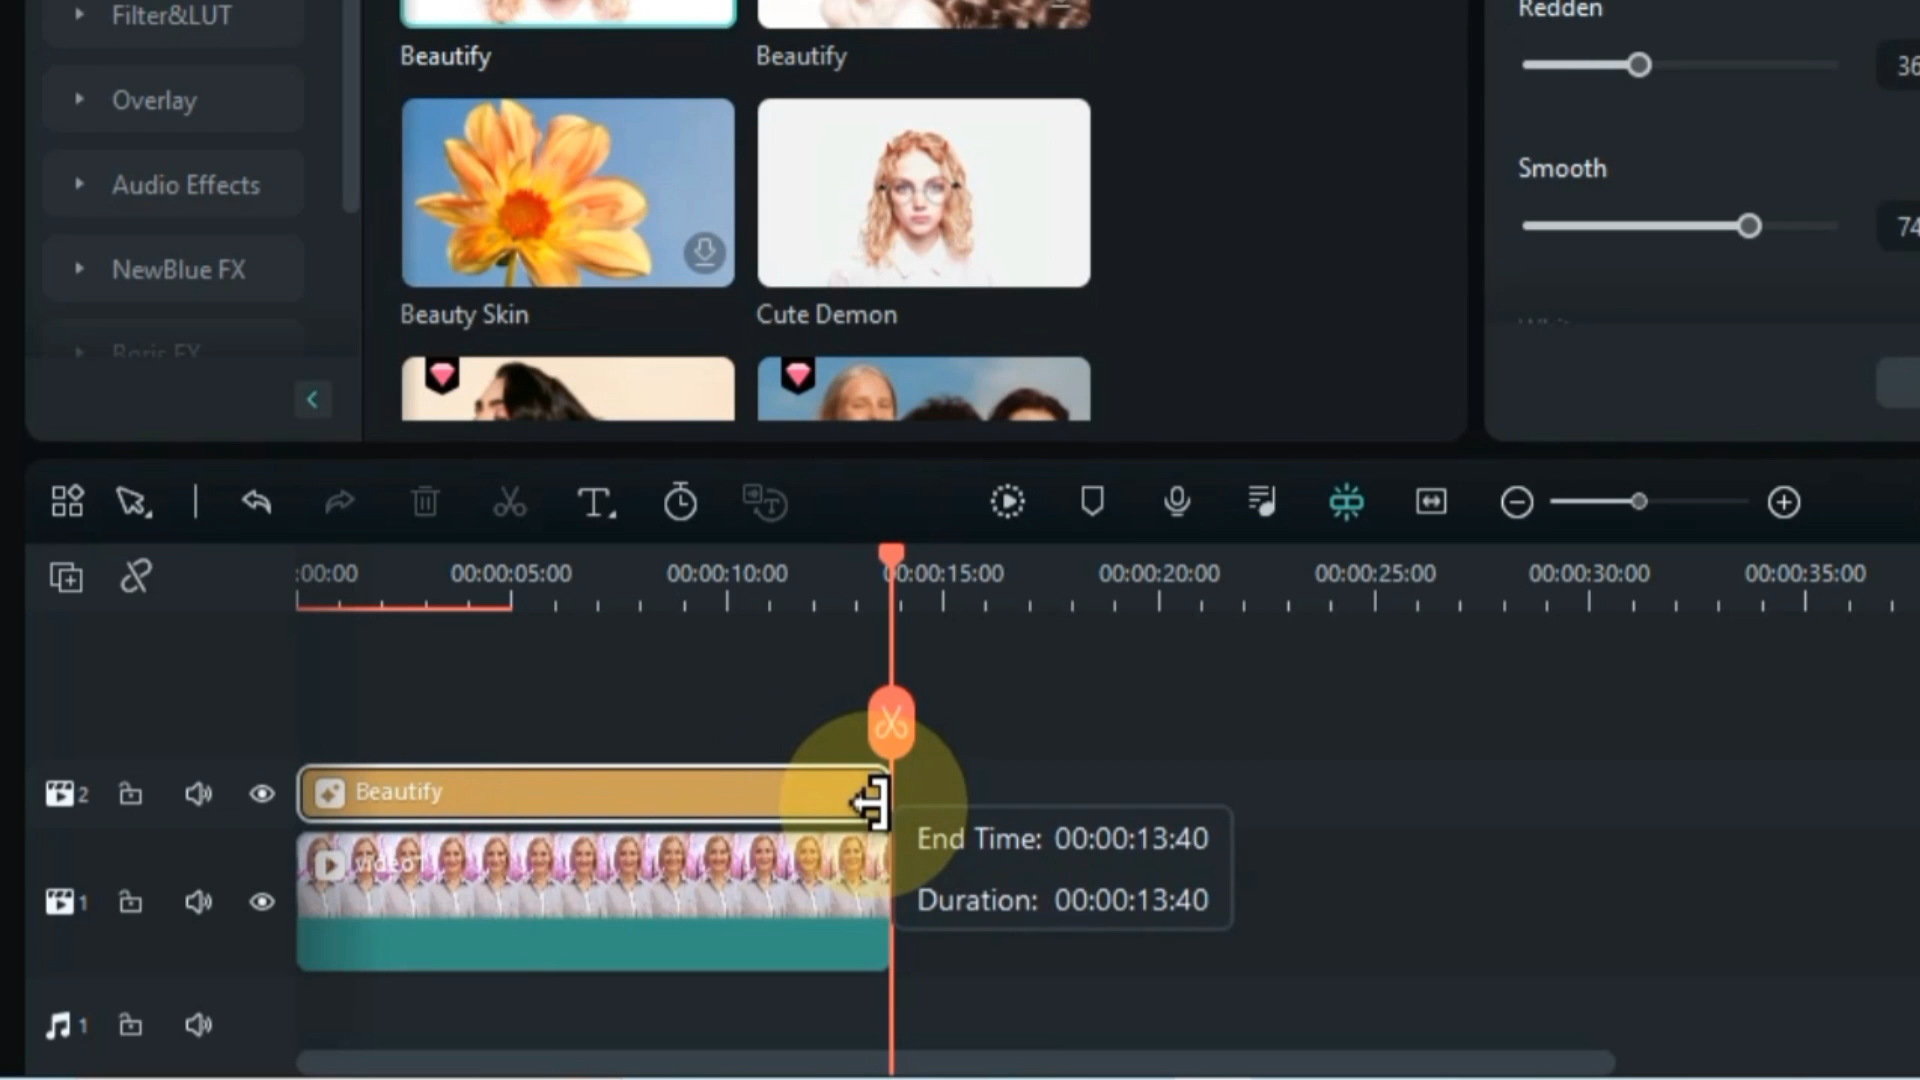 Filter&LUT
Overlay
Audio Effects
NewBlue FX
Boris FX
Beautify
Beautify
Beauty Skin
Cute Demon
Redden
36
Smooth
74
:00:00
00:00:05:00
00:00:10:00
00:00:15:00
00:00:20:00
00:00:25:00
00:00:30:00
00:00:35:00
2
Beautify
End Time: 00:00:13:40
Duration: 00:00:13:40
1
video1
1